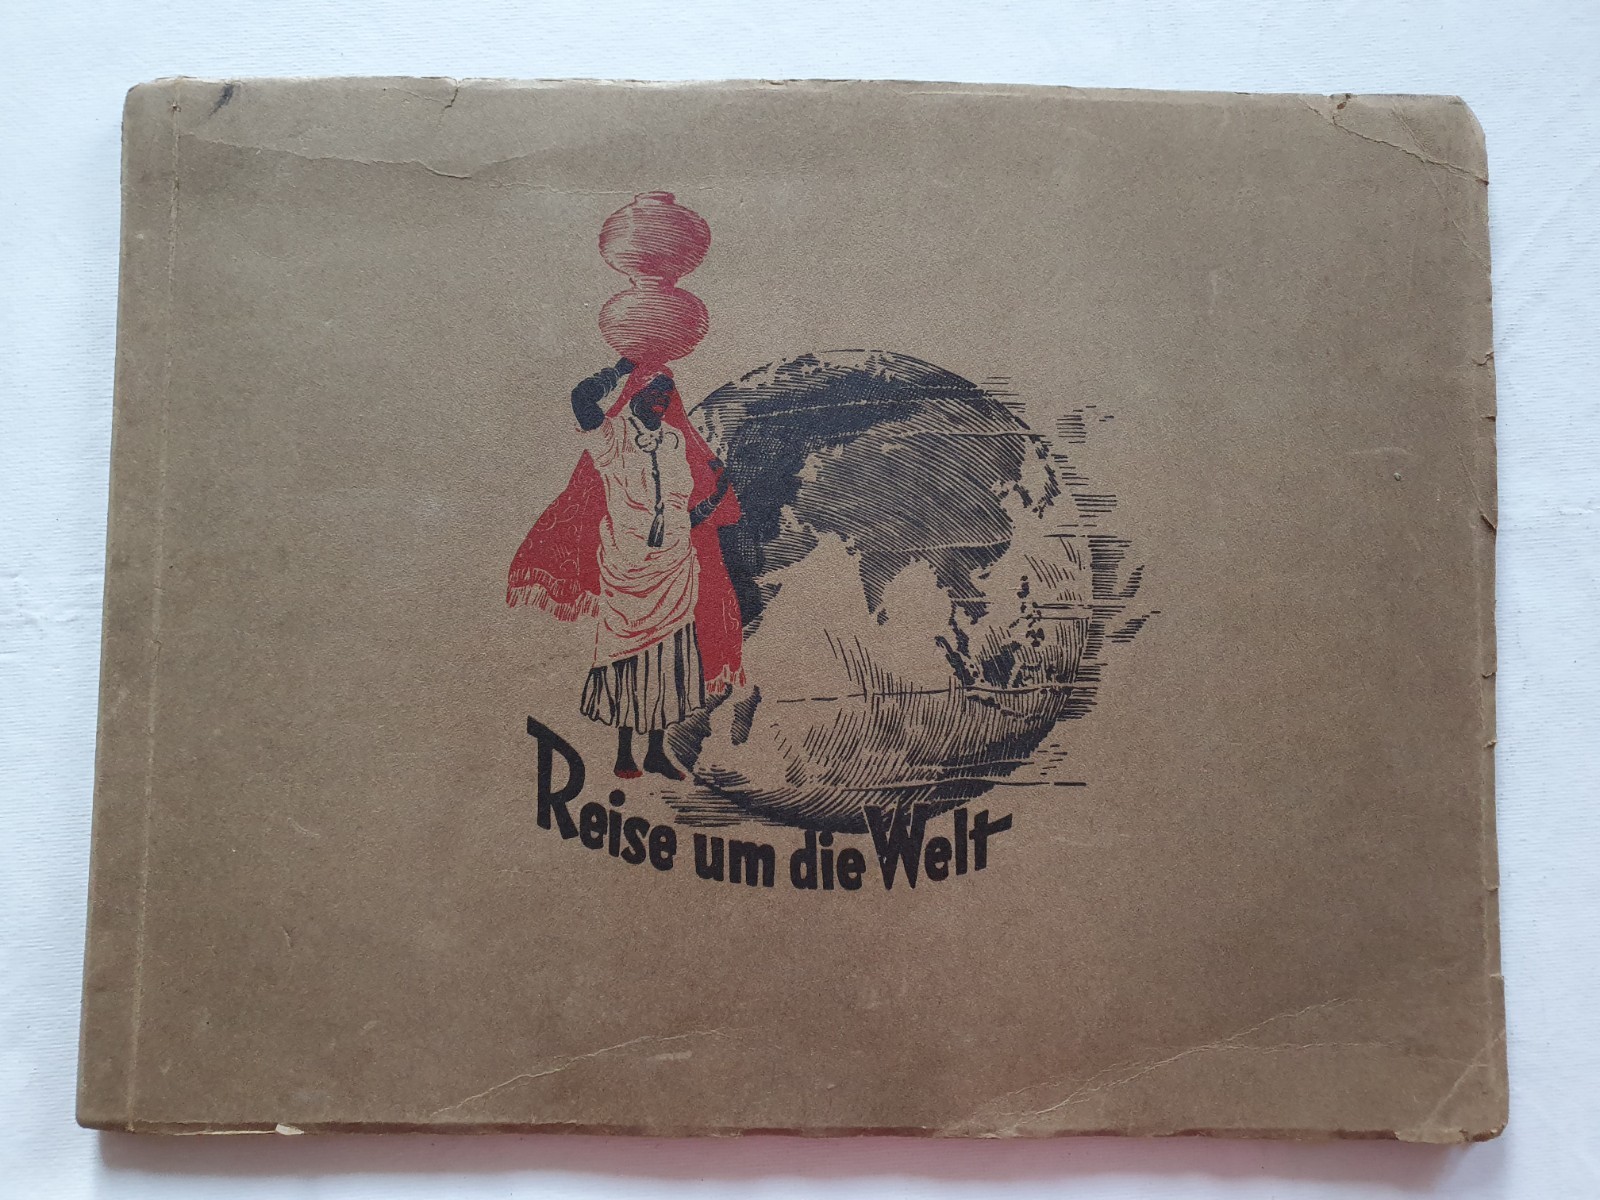 Reise um die Welt